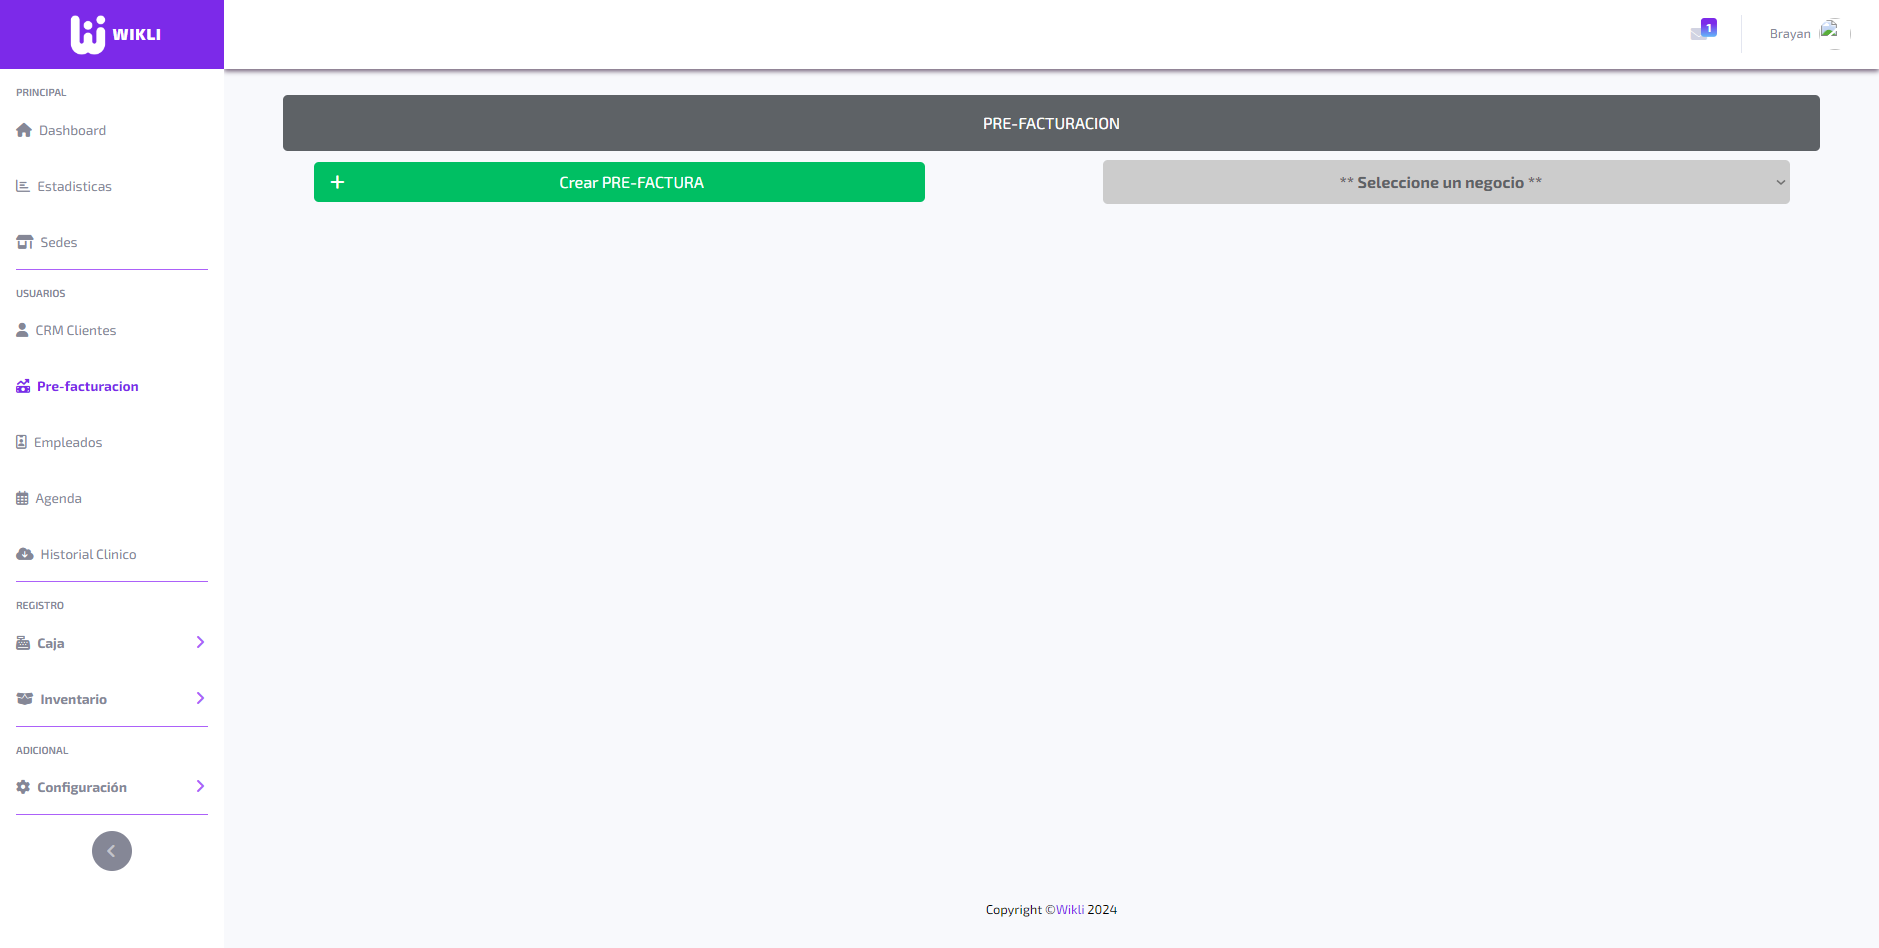 WIKLI
1
Brayan
PRINCIPAL
Dashboard
Estadisticas
Sedes
USUARIOS
CRM Clientes
Pre-facturacion
Empleados
Agenda
Historial Clinico
REGISTRO
Caja
Inventario
ADICIONAL
Configuración
PRE-FACTURACION
Crear PRE-FACTURA
** Seleccione un negocio **
Copyright ©Wikli 2024